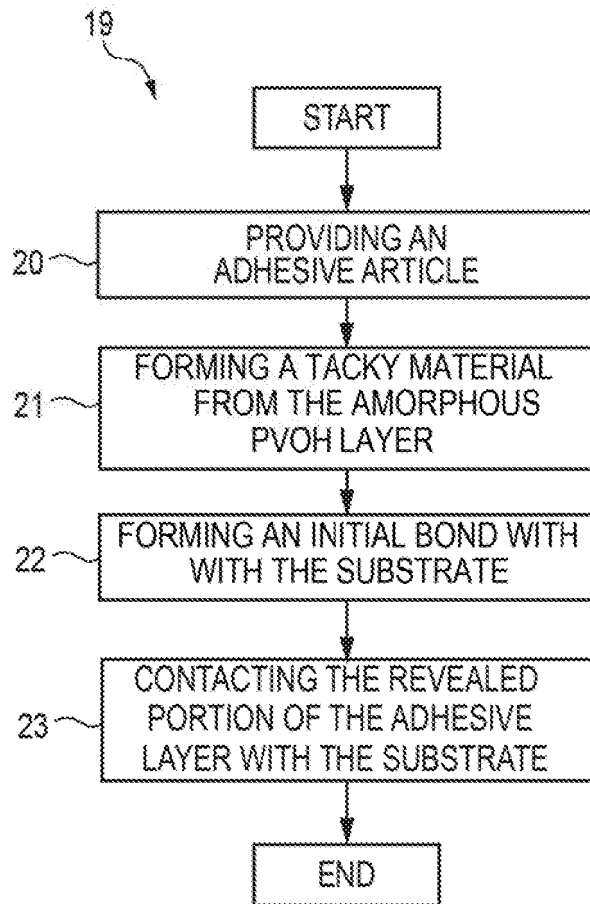 19
START
PROVIDING AN
20
ADHESIVE ARTICLE
FORMING A TACKY MATERIAL
21
FROM THE AMORPHOUS
PVOH LAYER
FORMING AN INITIAL BOND WITH
22
WITH THE SUBSTRATE
CONTACTING THE REVEALED
23
PORTION OF THE ADHESIVE
LAYER WITH THE SUBSTRATE
END